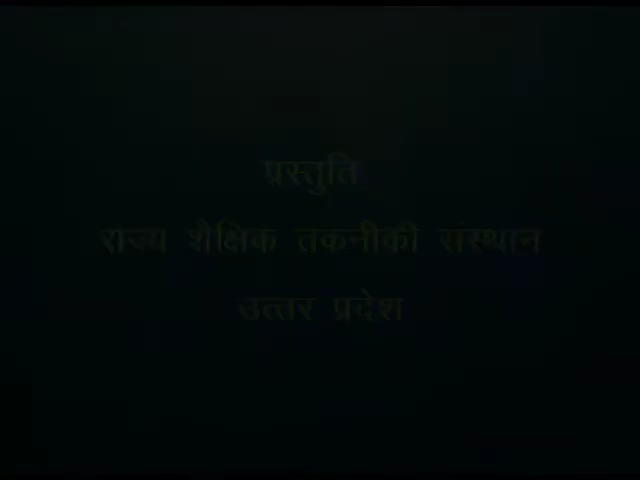 प्रस्तुति
राज्य शैक्षिक तकनीकी संस्थान
उत्तर प्रदेश